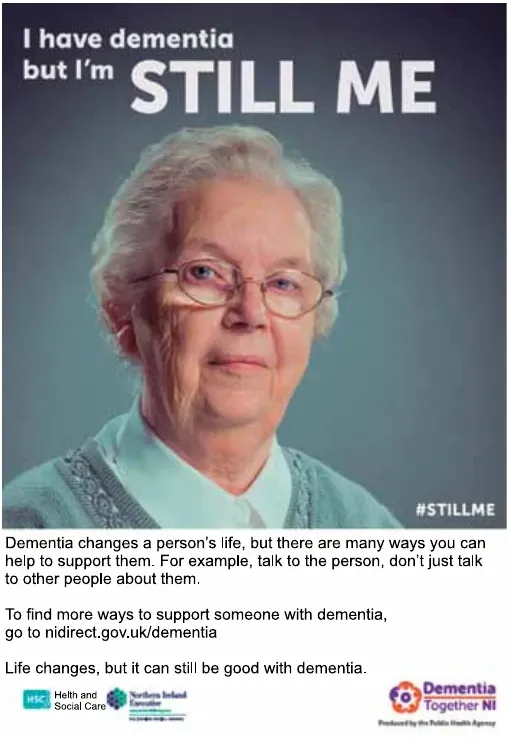 I have dementia
but I'm STILL ME
#STILLME
Dementia changes a person's life, but there are many ways you can
help to support them. For example, talk to the person, don't just talk
to other people about them.
To find more ways to support someone with dementia,
go to nidirect.gov.uk/dementia
Life changes, but it can still be good with dementia.
HSC Helth and
Social Care
Northern Ireland
Executive
Dementia
Together NI
Produced by the Public Health Agency